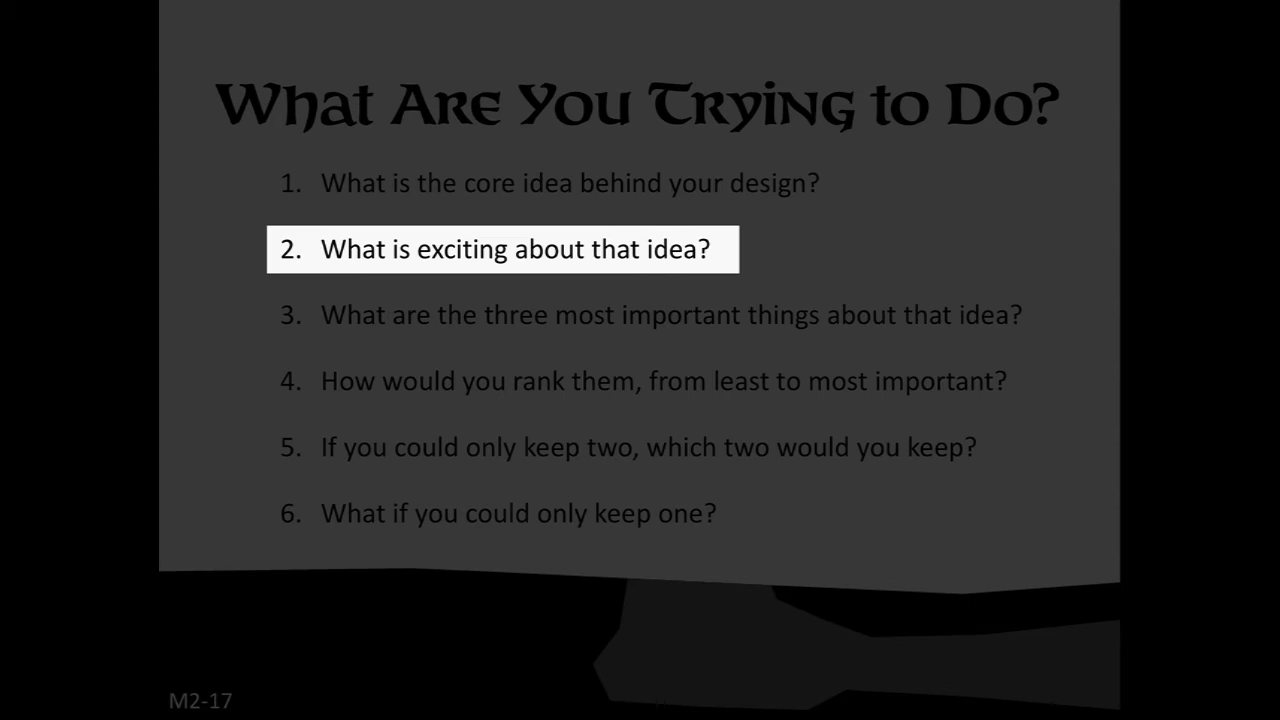 What Are You Trying to Do?
1. What is the core idea behind your design?
2. What is exciting about that idea?
3. What are the three most important things about that idea?
4. How would you rank them, from least to most important?
5. If you could only keep two, which two would you keep?
6. What if you could only keep one?
M2-17